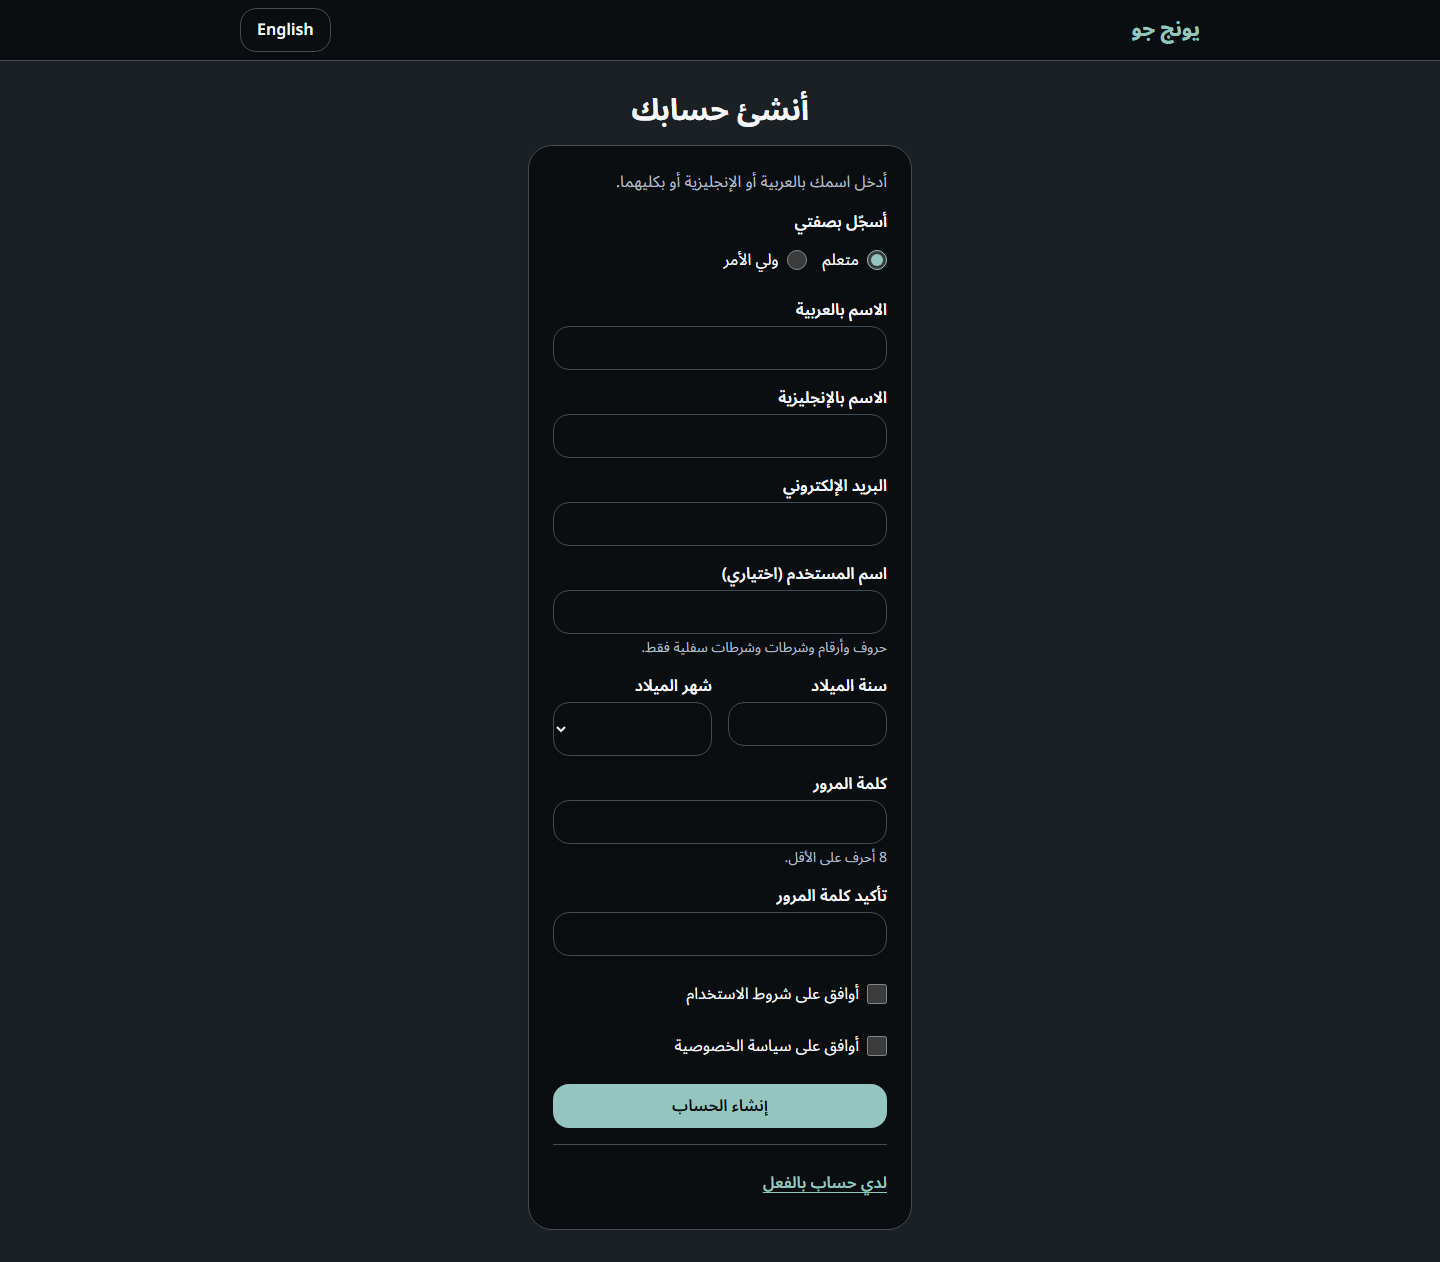 يونج جو
English
أنشئ حسابك
أدخل اسمك بالعربية أو الإنجليزية أو بكليهما.
أسجّل بصفتي
متعلم
ولي الأمر
الاسم بالعربية
الاسم بالإنجليزية
البريد الإلكتروني
اسم المستخدم (اختياري)
حروف وأرقام وشرطات وشرطات سفلية فقط.
سنة الميلاد
شهر الميلاد
كلمة المرور
8 أحرف على الأقل.
تأكيد كلمة المرور
أوافق على شروط الاستخدام
أوافق على سياسة الخصوصية
إنشاء الحساب
لدي حساب بالفعل